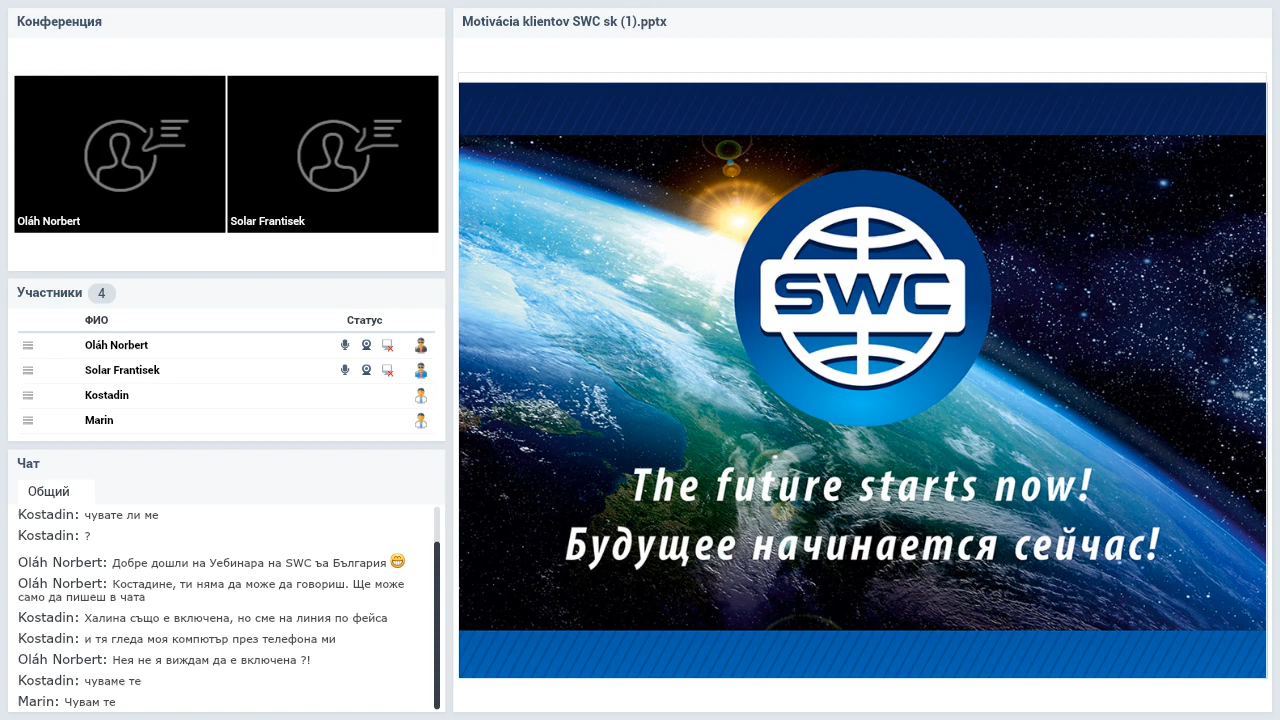 Конференция
Oláh Norbert
Solar Frantisek
Участники 4
ФИО Статус
Oláh Norbert
Solar Frantisek
Kostadin
Marin
Чат
Общий
Kostadin: чувате ли ме
Kostadin: ?
Oláh Norbert: Добре дошли на Уебинара на SWC ъа България
Oláh Norbert: Костадине, ти няма да може да говориш. Ще може
само да пишеш в чата
Kostadin: Халина също е включена, но сме на линия по фейса
Kostadin: и тя гледа моя компютър през телефона ми
Oláh Norbert: Нея не я виждам да е включена ?!
Kostadin: чуваме те
Marin: Чувам те
Motivácia klientov SWC sk (1).pptx
SWC
The future starts now!
Будущее начинается сейчас!